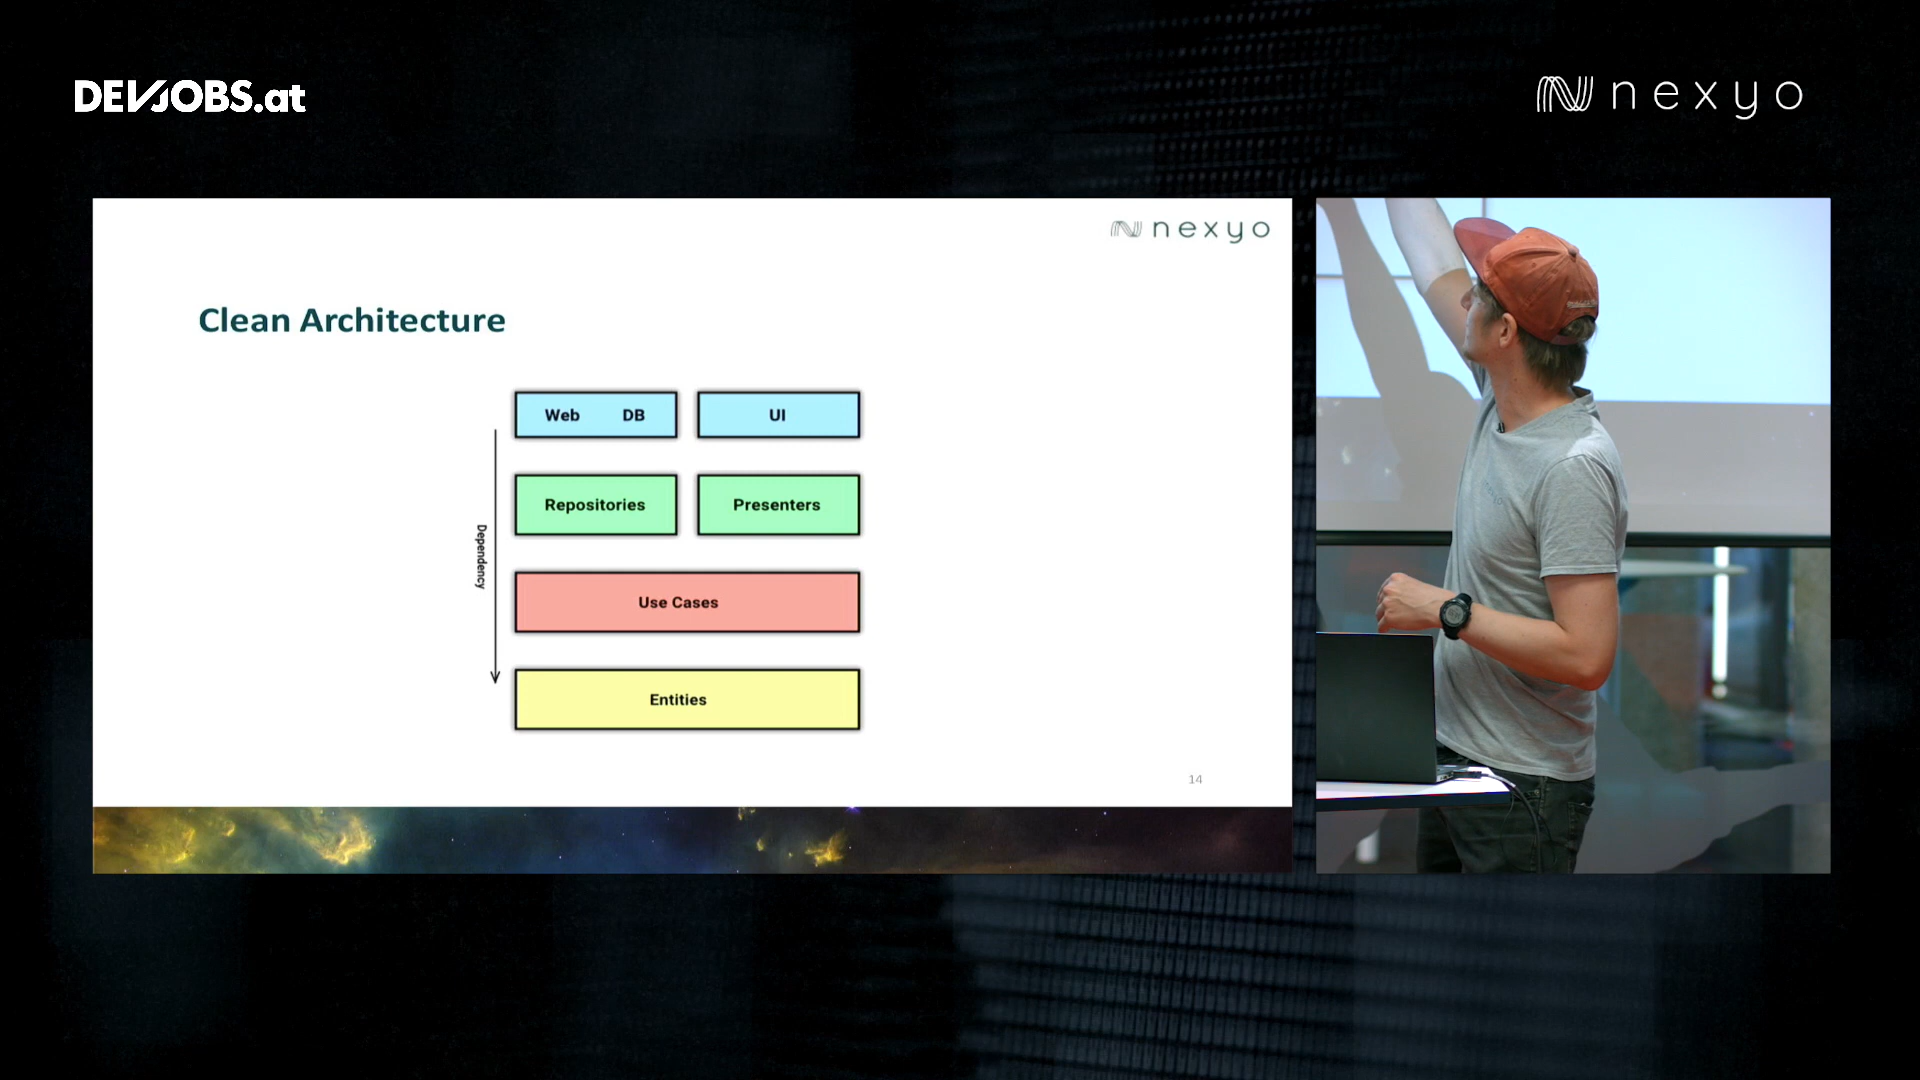 DEVJOBS.at
nexyo
nexyo
Clean Architecture
Web DB
UI
Repositories
Presenters
Dependency
Use Cases
Entities
14